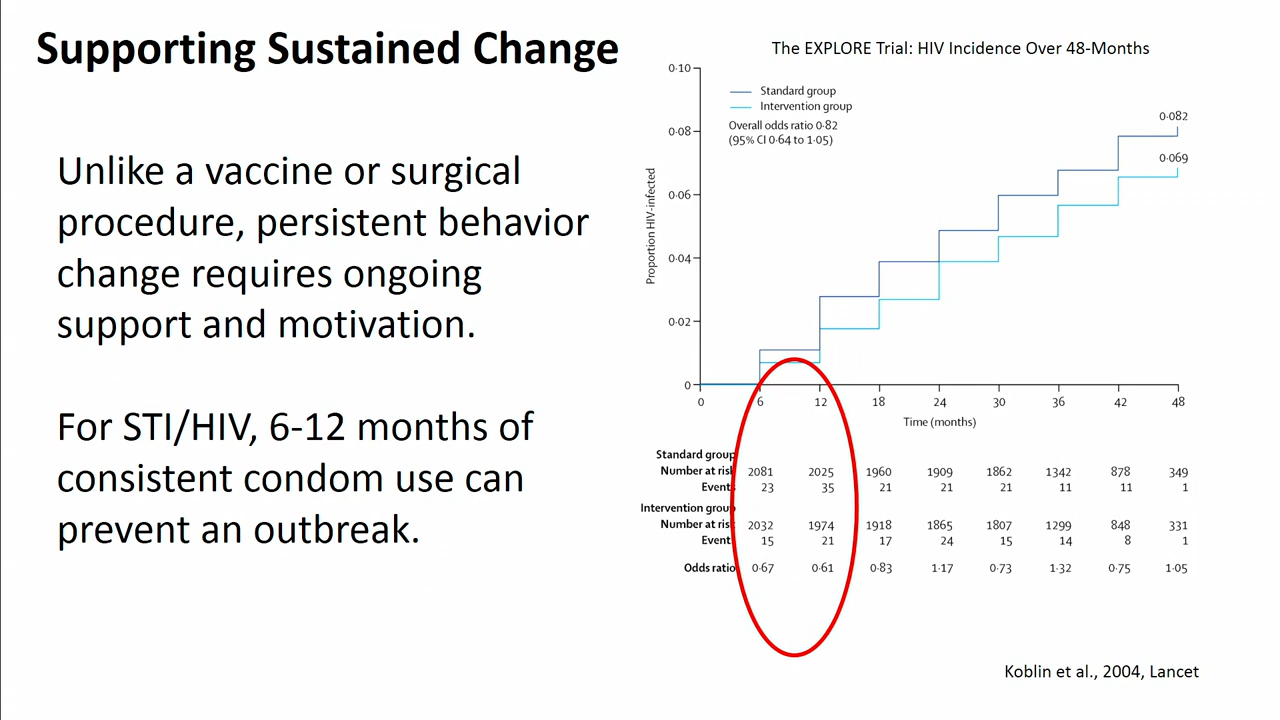 Supporting Sustained Change
Unlike a vaccine or surgical
procedure, persistent behavior
change requires ongoing
support and motivation.
For STI/HIV, 6-12 months of
consistent condom use can
prevent an outbreak.
The EXPLORE Trial: HIV Incidence Over 48-Months
Standard group
Intervention group
Overall odds ratio 0·82
(95% CI 0·64 to 1·05)
0·082
0·069
Proportion HIV-infected
0·10
0·08
0·06
0·04
0·02
0
0 6 12 18 24 30 36 42 48
Time (months)
Standard group
Number at risk 2081 2025 1960 1909 1862 1342 878 349
Events 23 35 21 21 21 11 11 1
Intervention group
Number at risk 2032 1974 1918 1865 1807 1299 848 331
Events 15 21 17 24 15 14 8 1
Odds ratio 0·67 0·61 0·83 1·17 0·73 1·32 0·75 1·05
Koblin et al., 2004, Lancet